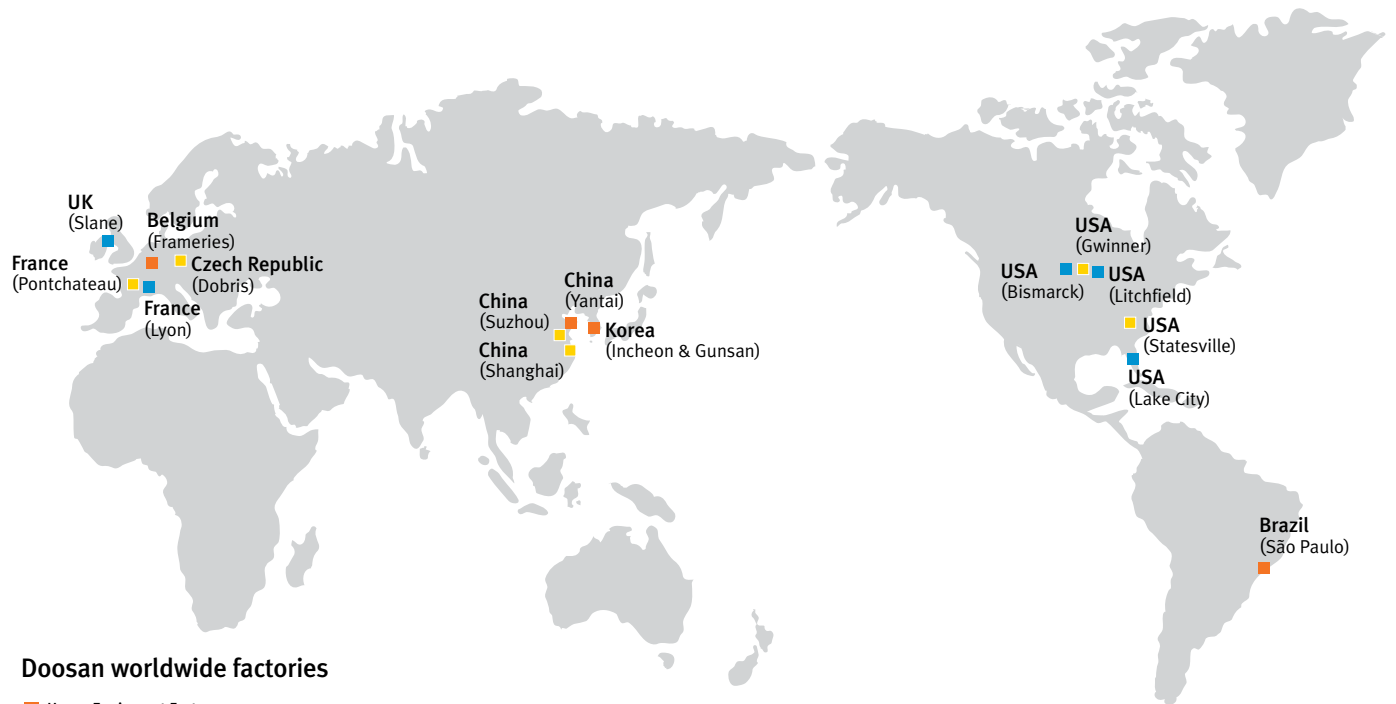 UK
(Slane)
Belgium
(Frameries)
France
(Pontchateau)
Czech Republic
(Dobris)
France
(Lyon)
China
(Yantai)
China
(Suzhou)
Korea
(Incheon & Gunsan)
China
(Shanghai)
USA
(Gwinner)
USA
(Bismarck)
USA
(Litchfield)
USA
(Statesville)
USA
(Lake City)
Brazil
(São Paulo)
Doosan worldwide factories